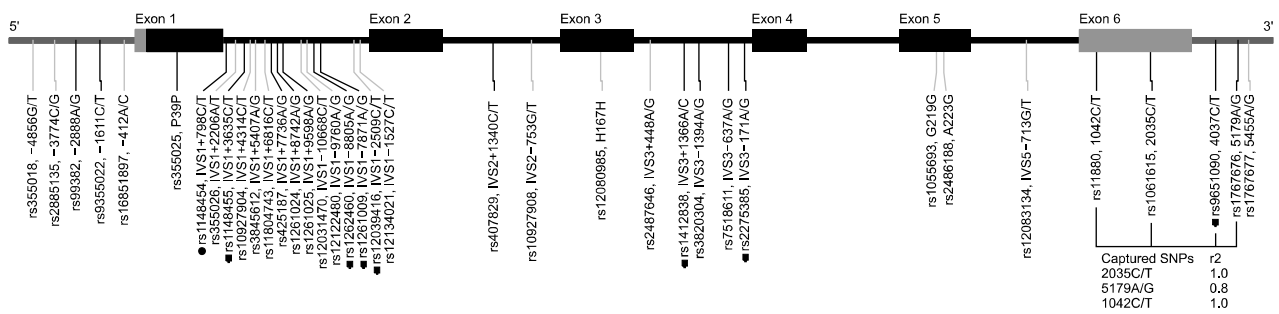 5' 3'
Exon 1 Exon 2 Exon 3 Exon 4 Exon 5 Exon 6
rs355018, −4856G/T
rs2885135, −3774C/G
rs99382, −2888A/G
rs9355022, −1611C/T
rs16851897, −412A/C
rs355025, P39P
rs1148454, IVS1+798C/T
rs355026, IVS1+2206A/T
rs1148455, IVS1+3635C/T
rs10927904, IVS1+4314C/T
rs3845612, IVS1+5407A/G
rs11804743, IVS1+6816C/T
rs425187, IVS1+7736A/G
rs1261024, IVS1+8742A/G
rs1261025, IVS1+9598A/G
rs12031470, IVS1−10668C/T
rs12122480, IVS1−9760A/G
rs1262460, IVS1−8805A/G
rs1261009, IVS1−7871A/G
rs12039416, IVS1−2509C/T
rs12134021, IVS1−1527C/T
rs407829, IVS2+1340C/T
rs10927908, IVS2−753G/T
rs12080985, H167H
rs2487646, IVS3+448A/G
rs1412838, IVS3+1366A/C
rs3820304, IVS3−1394A/G
rs7518611, IVS3−637A/G
rs2275385, IVS3−171A/G
rs1055693, G219G
rs2486188, A223G
rs12083134, IVS5−713G/T
rs11880, 1042C/T
rs1061615, 2035C/T
rs9651090, 4037C/T
rs1767676, 5179A/G
rs1767677, 5455A/G
Captured SNPs r2
2035C/T 1.0
5179A/G 0.8
1042C/T 1.0